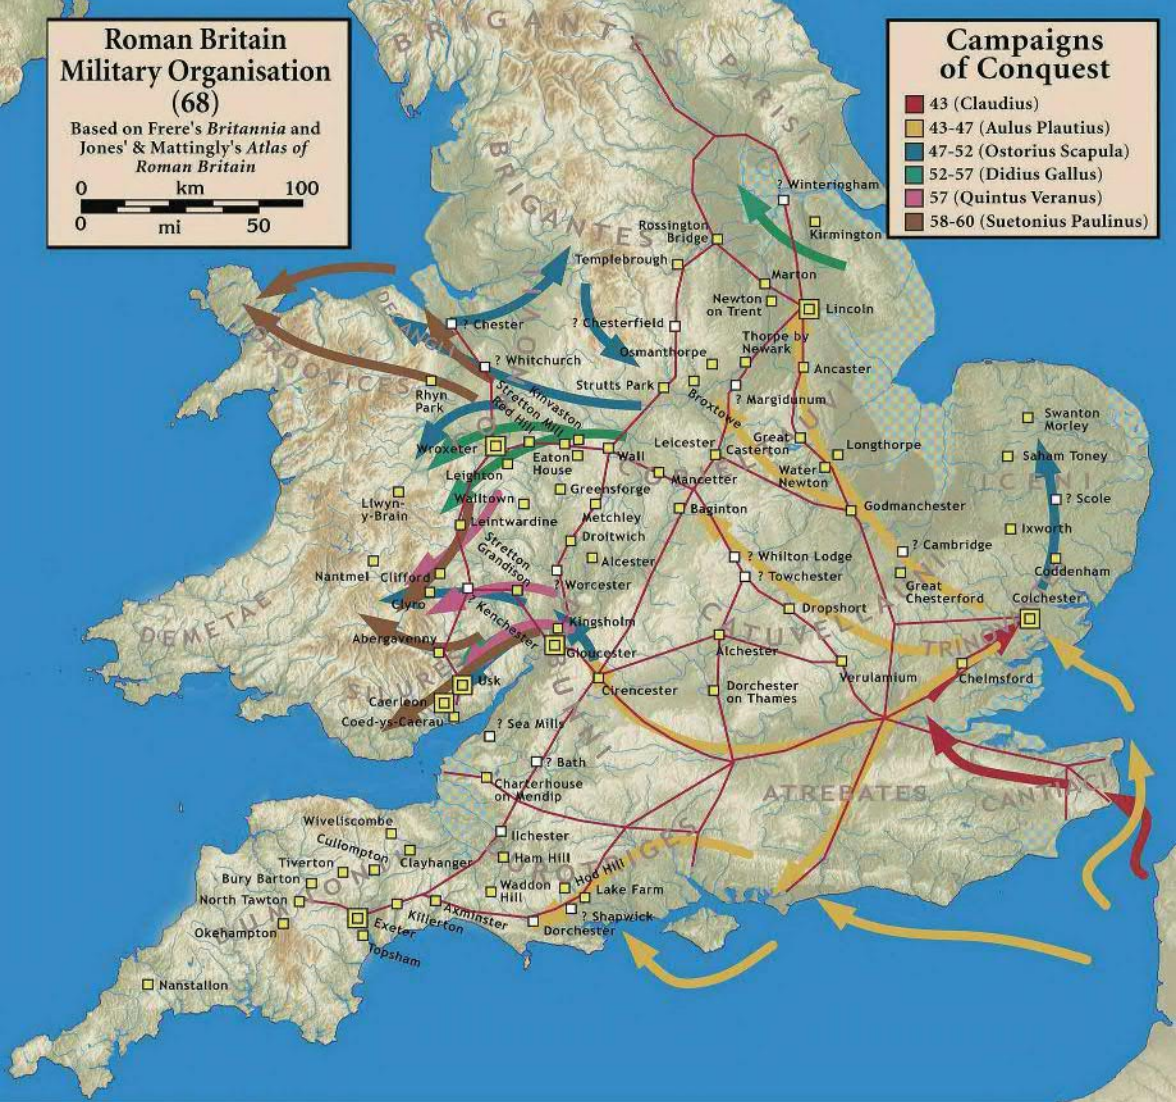 Roman Britain
Military Organisation
(68)
Based on Frere's Britannia and
Jones' & Mattingly's Atlas of
Roman Britain
0 km 100
0 mi 50
Campaigns
of Conquest
43 (Claudius)
43-47 (Aulus Plautius)
47-52 (Ostorius Scapula)
52-57 (Didius Gallus)
57 (Quintus Veranus)
58-60 (Suetonius Paulinus)
BRIGANTES
PARISI
BRIGANTES
? Winteringham
Kirmington
Rossington
Bridge
Templebrough
Marton
Newton
on Trent
Lincoln
? Chester
? Chesterfield
DECEANGLI
ORDOVICES
Osmanthorpe
Thorpe by
Newark
? Whitchurch
Ancaster
Rhyn
Park
Strutts Park
Broxtowe
? Margidunum
Kinvaston
Stretton Mill
Red Hill
Swanton
Morley
Wroxeter
Leighton
Eaton
House
Wall
Leicester
Great
Casterton
Longthorpe
Saham Toney
ICENI
CORIELTAUVI
Water
Newton
Mancetter
Llwyn-
y-Brain
Walltown
Greensforge
? Scole
Leintwardine
Metchley
Baginton
Godmanchester
Ixworth
Stretton
Grandison
Droitwich
Alcester
? Whilton Lodge
? Cambridge
Nantmel
Clifford
? Worcester
? Towchester
Great
Chesterford
Coddenham
Clyro
? Kenchester
Dropshort
Colchester
DEMETAE
Kingsholm
CATUVELLAUNI
TRINOVANTES
Abergavenny
Gloucester
Alchester
Verulamium
Chelmsford
SILURES
Usk
Cirencester
Dorchester
on Thames
Caerleon
Coed-ys-Caerau
DOBUNNI
? Sea Mills
? Bath
Charterhouse
on Mendip
ATREBATES
CANTIACI
Wiveliscombe
Ilchester
Cullompton
Clayhanger
Ham Hill
DUROTRIGES
Tiverton
Bury Barton
Waddon
Hill
Hod Hill
Lake Farm
North Tawton
DUMNONII
? Shapwick
Okehampton
Exeter
Killerton
Axminster
Dorchester
Topsham
Nanstallon